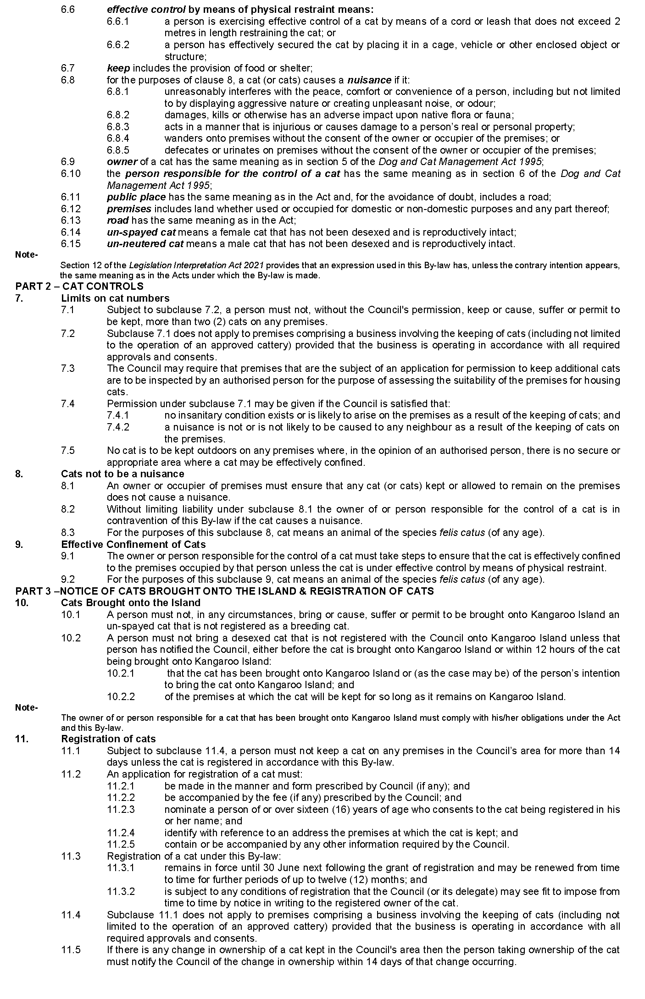 6.6 effective control by means of physical restraint means:
6.6.1 a person is exercising effective control of a cat by means of a cord or leash that does not exceed 2
metres in length restraining the cat; or
6.6.2 a person has effectively secured the cat by placing it in a cage, vehicle or other enclosed object or
structure;
6.7 keep includes the provision of food or shelter;
6.8 for the purposes of clause 8, a cat (or cats) causes a nuisance if it:
6.8.1 unreasonably interferes with the peace, comfort or convenience of a person, including but not limited
to by displaying aggressive nature or creating unpleasant noise, or odour;
6.8.2 damages, kills or otherwise has an adverse impact upon native flora or fauna;
6.8.3 acts in a manner that is injurious or causes damage to a person's real or personal property;
6.8.4 wanders onto premises without the consent of the owner or occupier of the premises; or
6.8.5 defecates or urinates on premises without the consent of the owner or occupier of the premises;
6.9 owner of a cat has the same meaning as in section 5 of the Dog and Cat Management Act 1995;
6.10 the person responsible for the control of a cat has the same meaning as in section 6 of the Dog and Cat
Management Act 1995;
6.11 public place has the same meaning as in the Act and, for the avoidance of doubt, includes a road;
6.12 premises includes land whether used or occupied for domestic or non-domestic purposes and any part thereof;
6.13 road has the same meaning as in the Act;
6.14 un-spayed cat means a female cat that has not been desexed and is reproductively intact;
6.15 un-neutered cat means a male cat that has not been desexed and is reproductively intact.
Note-
Section 12 of the Legislation Interpretation Act 2021 provides that an expression used in this By-law has, unless the contrary intention appears,
the same meaning as in the Acts under which the By-law is made.
PART 2 – CAT CONTROLS
7. Limits on cat numbers
7.1 Subject to subclause 7.2, a person must not, without the Council's permission, keep or cause, suffer or permit to
be kept, more than two (2) cats on any premises.
7.2 Subclause 7.1 does not apply to premises comprising a business involving the keeping of cats (including not limited
to the operation of an approved cattery) provided that the business is operating in accordance with all required
approvals and consents.
7.3 The Council may require that premises that are the subject of an application for permission to keep additional cats
are to be inspected by an authorised person for the purpose of assessing the suitability of the premises for housing
cats.
7.4 Permission under subclause 7.1 may be given if the Council is satisfied that:
7.4.1 no insanitary condition exists or is likely to arise on the premises as a result of the keeping of cats; and
7.4.2 a nuisance is not or is not likely to be caused to any neighbour as a result of the keeping of cats on
the premises.
7.5 No cat is to be kept outdoors on any premises where, in the opinion of an authorised person, there is no secure or
appropriate area where a cat may be effectively confined.
8. Cats not to be a nuisance
8.1 An owner or occupier of premises must ensure that any cat (or cats) kept or allowed to remain on the premises
does not cause a nuisance.
8.2 Without limiting liability under subclause 8.1 the owner of or person responsible for the control of a cat is in
contravention of this By-law if the cat causes a nuisance.
8.3 For the purposes of this subclause 8, cat means an animal of the species felis catus (of any age).
9. Effective Confinement of Cats
9.1 The owner or person responsible for the control of a cat must take steps to ensure that the cat is effectively confined
to the premises occupied by that person unless the cat is under effective control by means of physical restraint.
9.2 For the purposes of this subclause 9, cat means an animal of the species felis catus (of any age).
PART 3 –NOTICE OF CATS BROUGHT ONTO THE ISLAND & REGISTRATION OF CATS
10. Cats Brought onto the Island
10.1 A person must not, in any circumstances, bring or cause, suffer or permit to be brought onto Kangaroo Island an
un-spayed cat that is not registered as a breeding cat.
10.2 A person must not bring a desexed cat that is not registered with the Council onto Kangaroo Island unless that
person has notified the Council, either before the cat is brought onto Kangaroo Island or within 12 hours of the cat
being brought onto Kangaroo Island:
10.2.1 that the cat has been brought onto Kangaroo Island or (as the case may be) of the person's intention
to bring the cat onto Kangaroo Island; and
10.2.2 of the premises at which the cat will be kept for so long as it remains on Kangaroo Island.
Note-
The owner of or person responsible for a cat that has been brought onto Kangaroo Island must comply with his/her obligations under the Act
and this By-law.
11. Registration of cats
11.1 Subject to subclause 11.4, a person must not keep a cat on any premises in the Council's area for more than 14
days unless the cat is registered in accordance with this By-law.
11.2 An application for registration of a cat must:
11.2.1 be made in the manner and form prescribed by Council (if any); and
11.2.2 be accompanied by the fee (if any) prescribed by the Council; and
11.2.3 nominate a person of or over sixteen (16) years of age who consents to the cat being registered in his
or her name; and
11.2.4 identify with reference to an address the premises at which the cat is kept; and
11.2.5 contain or be accompanied by any other information required by the Council.
11.3 Registration of a cat under this By-law:
11.3.1 remains in force until 30 June next following the grant of registration and may be renewed from time
to time for further periods of up to twelve (12) months; and
11.3.2 is subject to any conditions of registration that the Council (or its delegate) may see fit to impose from
time to time by notice in writing to the registered owner of the cat.
11.4 Subclause 11.1 does not apply to premises comprising a business involving the keeping of cats (including not
limited to the operation of an approved cattery) provided that the business is operating in accordance with all
required approvals and consents.
11.5 If there is any change in ownership of a cat kept in the Council's area then the person taking ownership of the cat
must notify the Council of the change in ownership within 14 days of that change occurring.